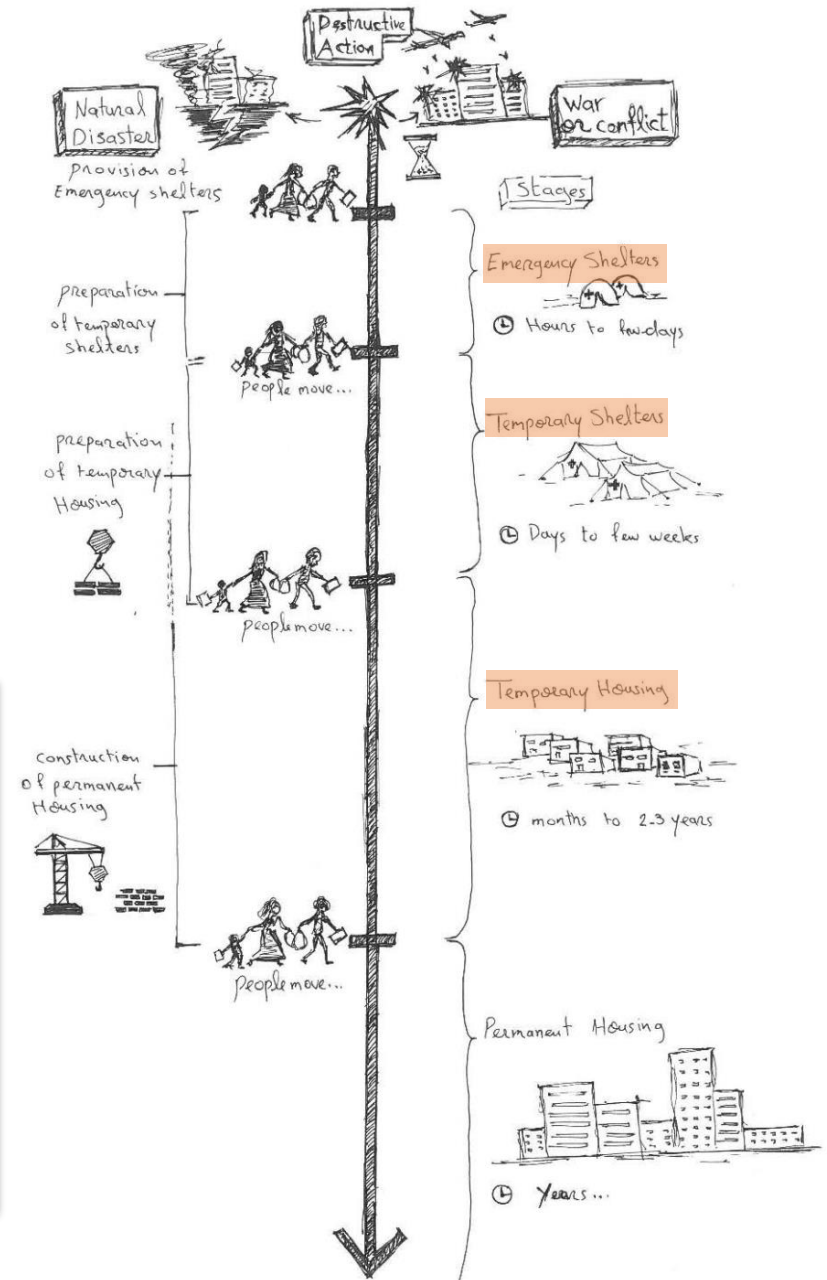 Destructive
Action
Natural
Disaster
War
or conflict
provision of
Emergency shelters
Stages
Emergency Shelters
Hours to few days
preparation
of temporary
Shelters
people move...
Temporary Shelters
Days to few weeks
preparation
of temporary
Housing
people move...
Temporary Housing
months to 2-3 years
construction
of permanent
Housing
people move...
Permanent Housing
Years...